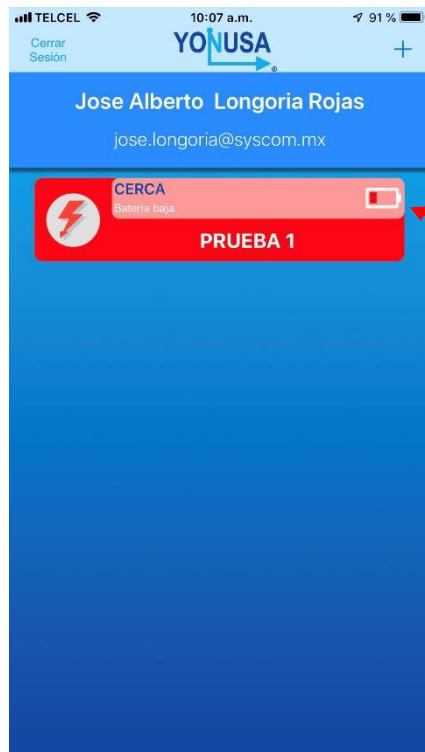 TELCEL 10:07 a.m. 91 %
Cerrar
Sesión
YONUSA
®
+
Jose Alberto Longoria Rojas
jose.longoria@syscom.mx
CERCA
Bateria baja
PRUEBA 1